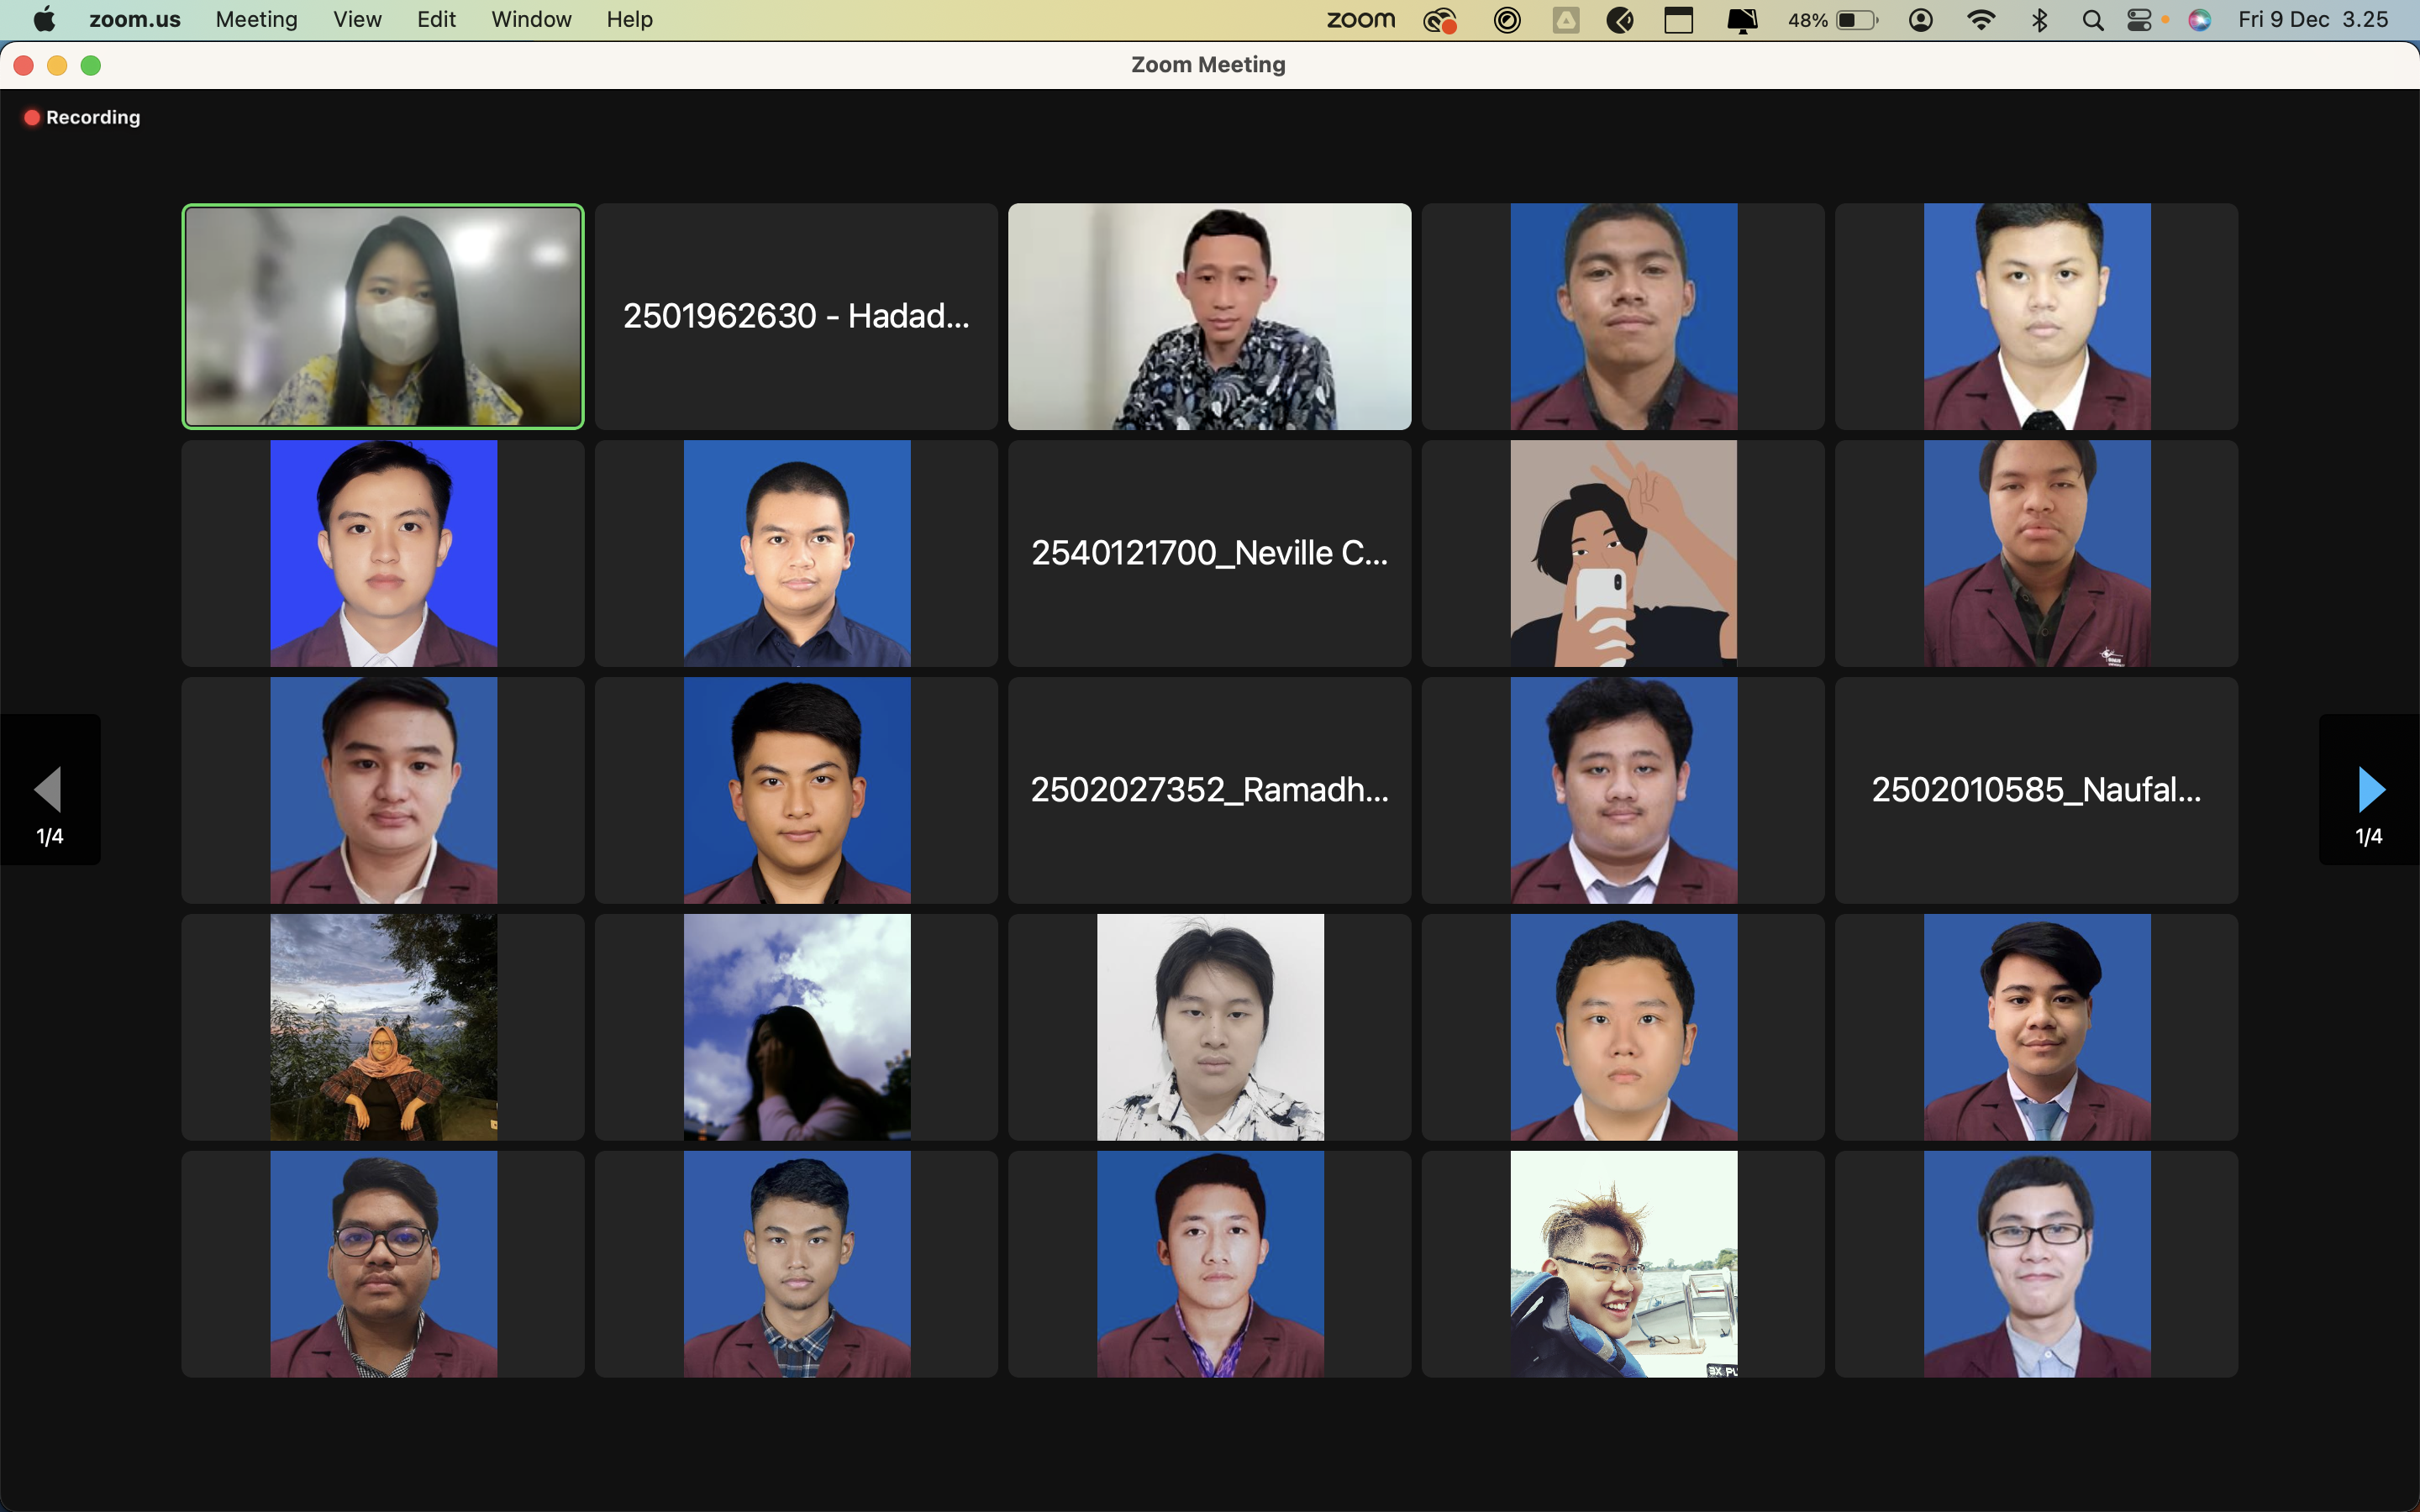 zoom.us Meeting View Edit Window Help zoom 48% Fri 9 Dec 3.25
Zoom Meeting
Recording
2501962630 - Hadad...
2540121700_Neville C...
2502027352_Ramadh...
2502010585_Naufal...
1/4
1/4